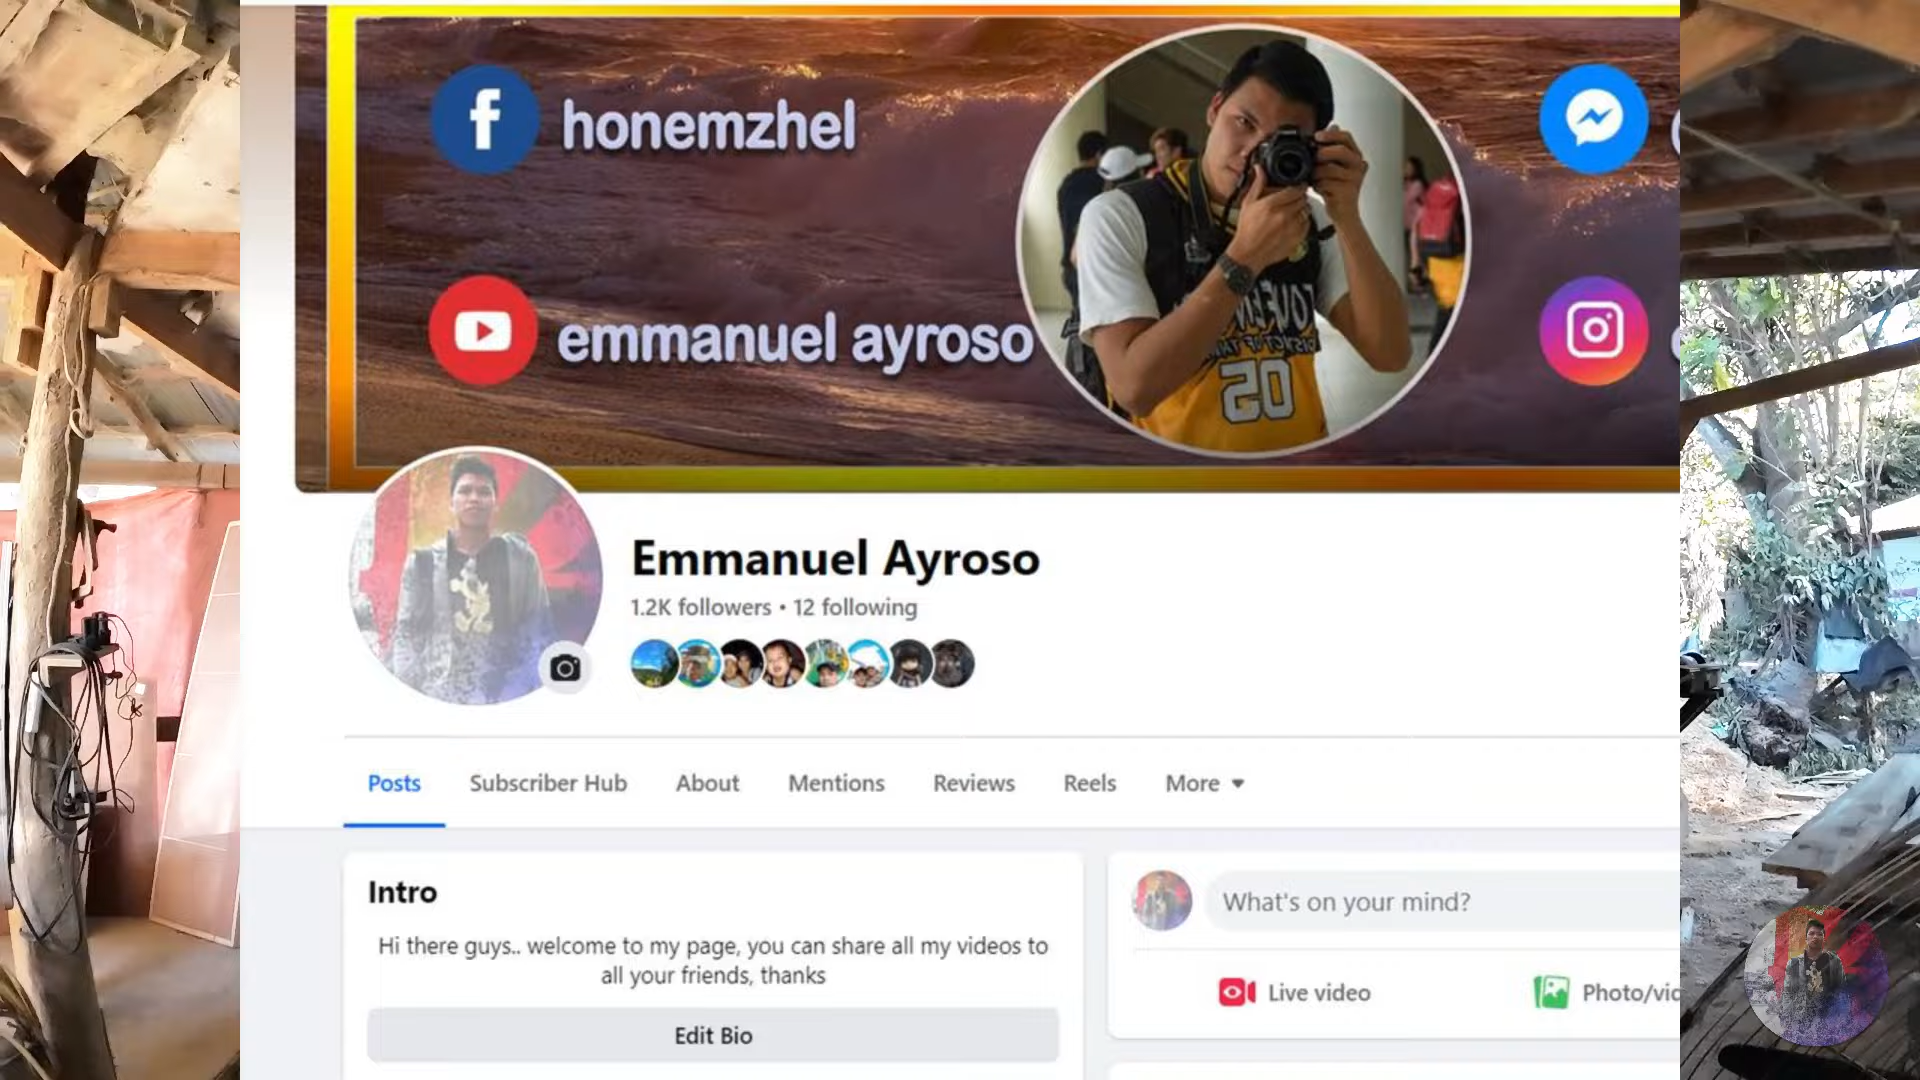 honemzhel
emmanuel ayroso
Emmanuel Ayroso
1.2K followers • 12 following
Posts Subscriber Hub About Mentions Reviews Reels More
Intro
Hi there guys.. welcome to my page, you can share all my videos to
all your friends, thanks
Edit Bio
What's on your mind?
Live video Photo/vid